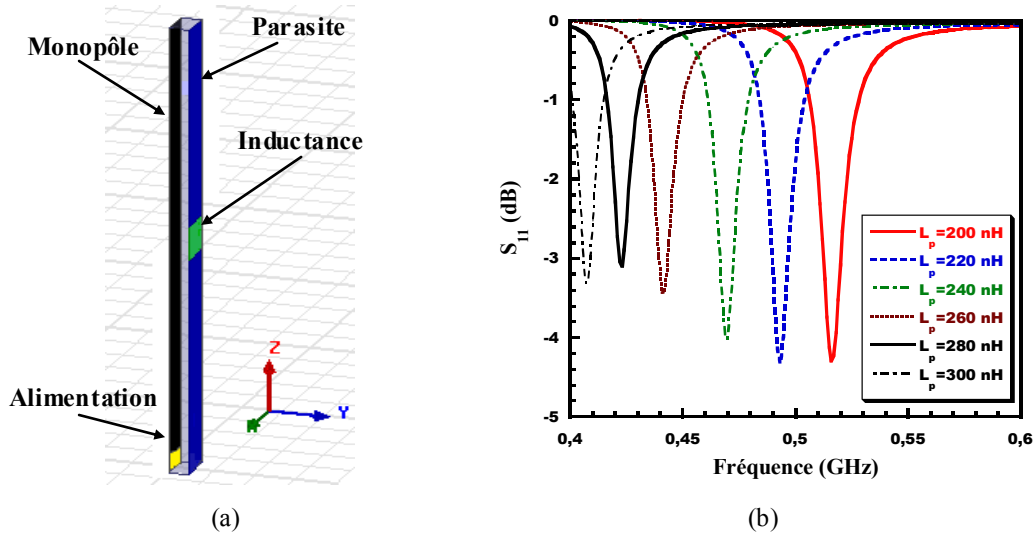 Monopôle
Parasite
Inductance
Alimentation
Z
Y
(a)
0
-1
-2
-3
-4
-5
S11 (dB)
0,4
0,45
0,5
0,55
0,6
Fréquence (GHz)
Lp=200 nH
Lp=220 nH
Lp=240 nH
Lp=260 nH
Lp=280 nH
Lp=300 nH
(b)